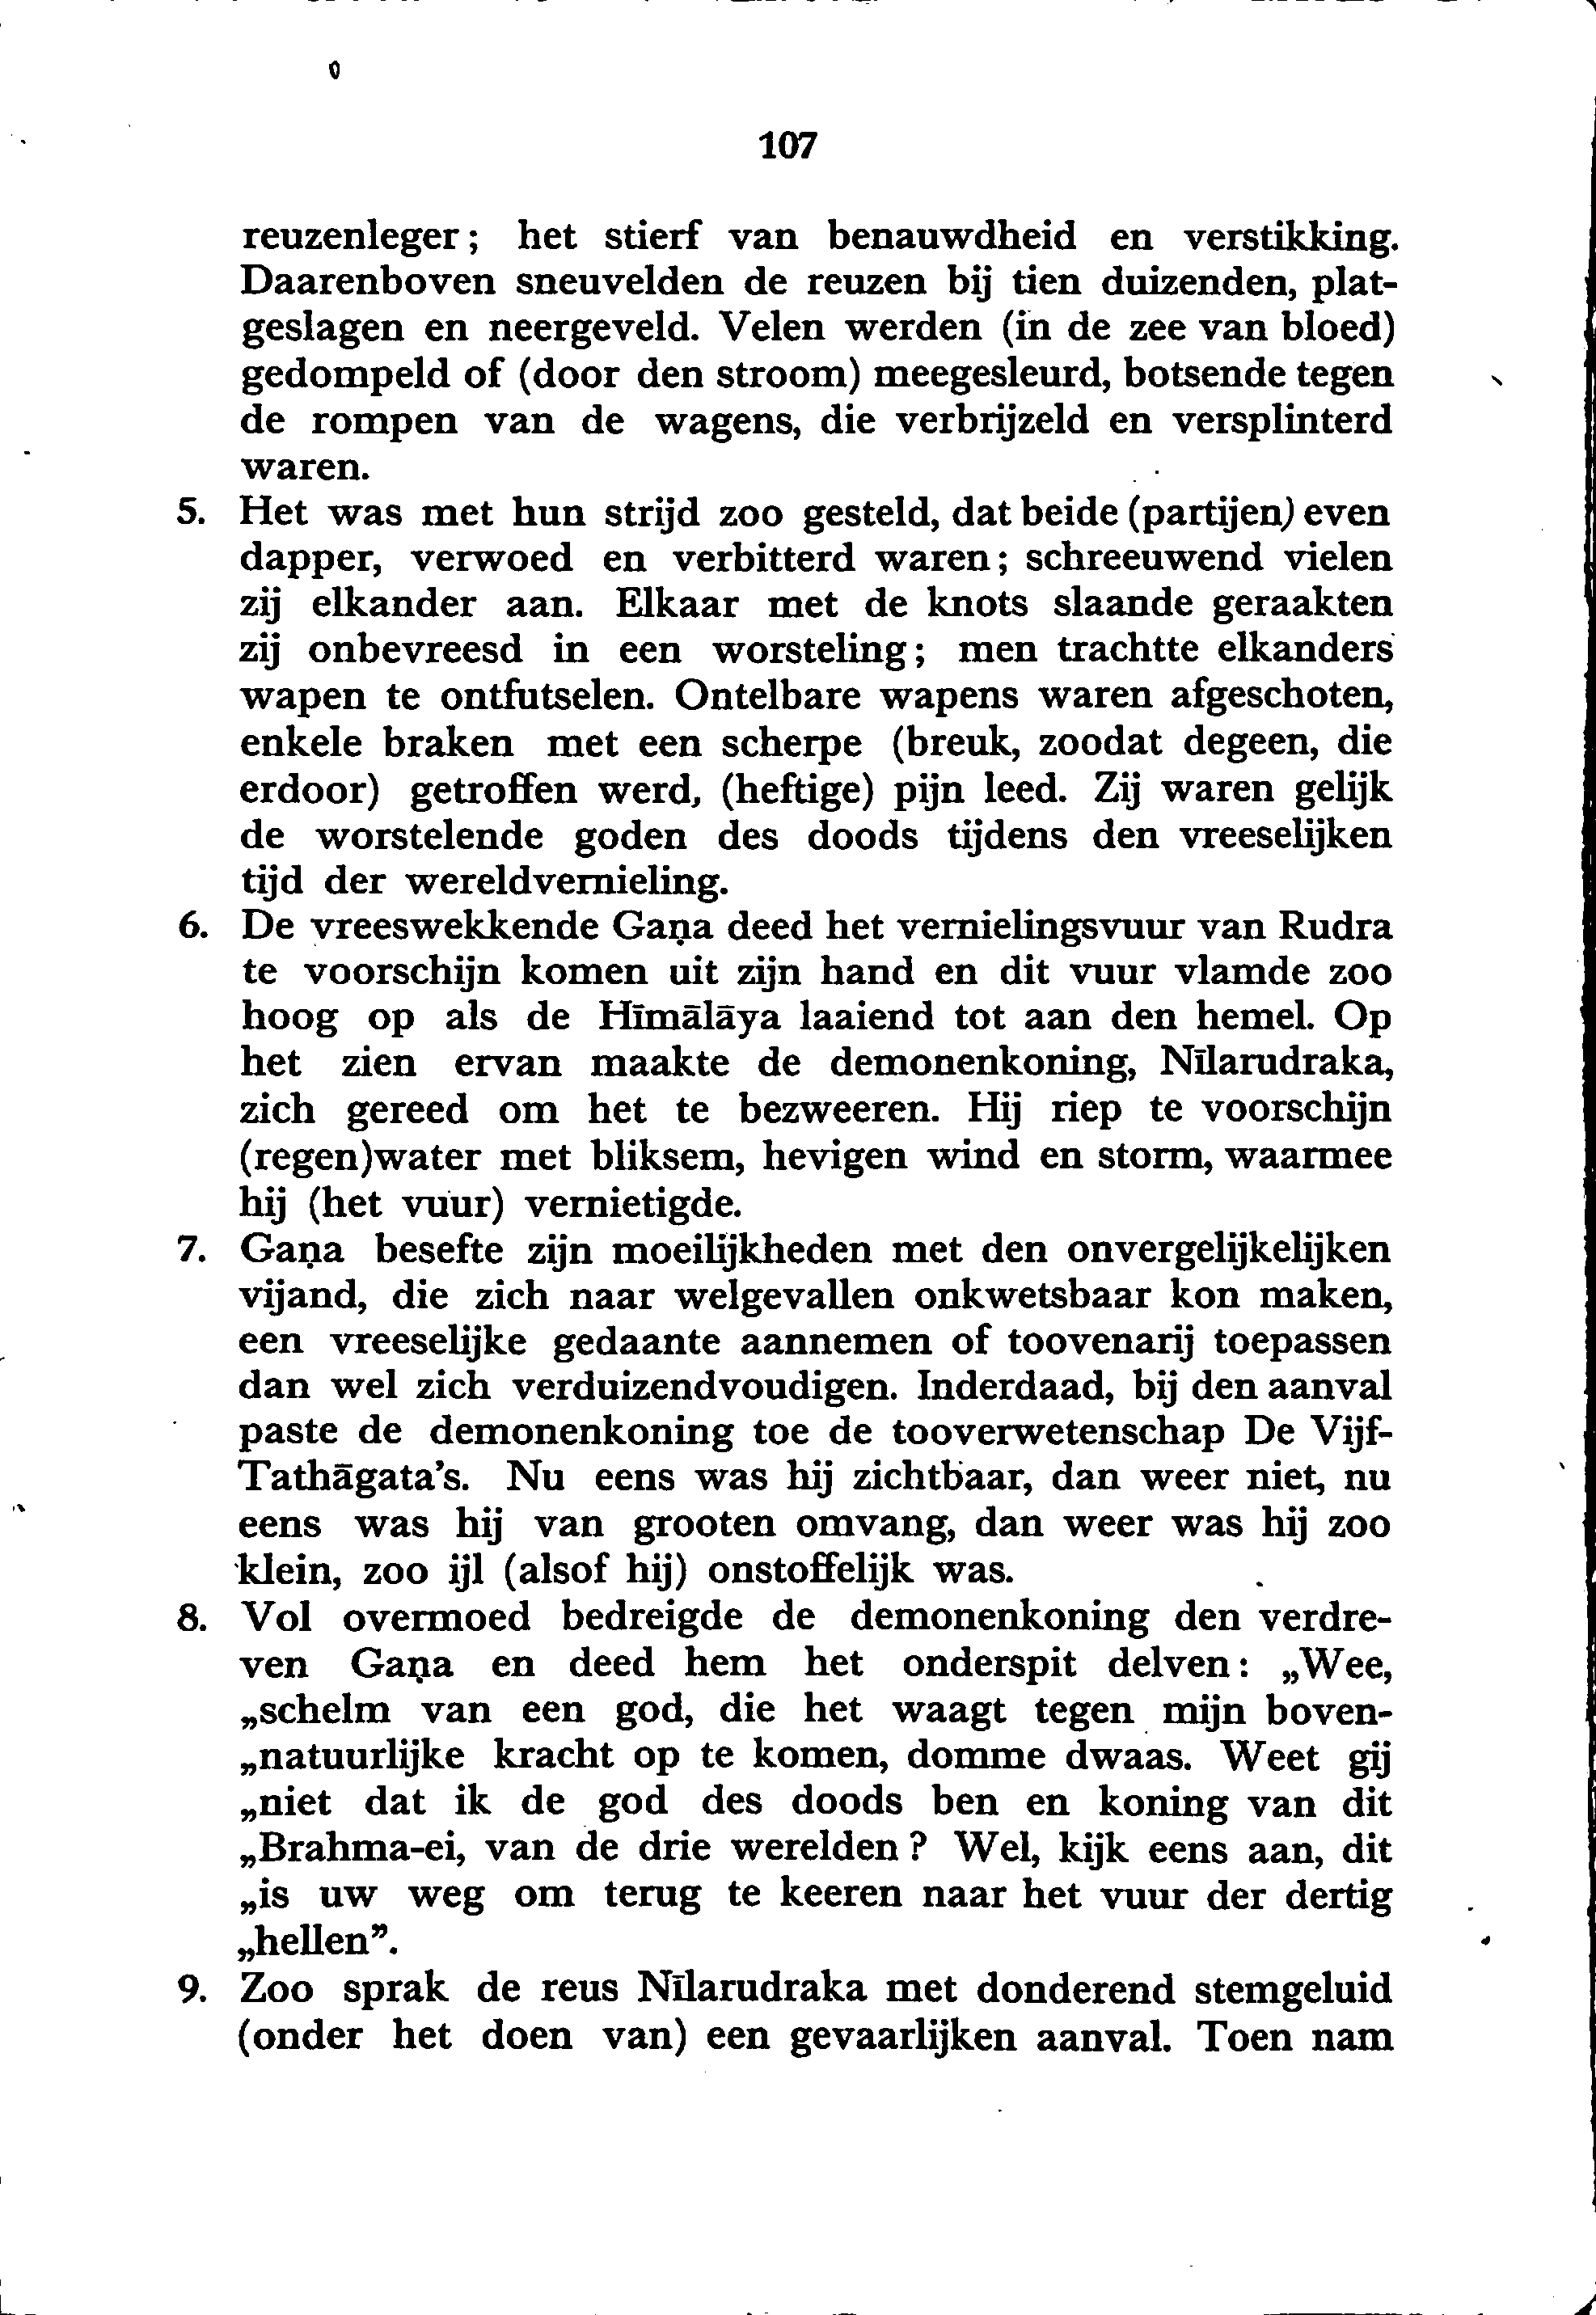 107
reuzenleger; het stierf van benauwdheid en verstikking.
Daarenboven sneuvelden de reuzen bij tien duizenden, plat-
geslagen en neergeveld. Velen werden (in de zee van bloed)
gedompeld of (door den stroom) meegesleurd, botsende tegen
de rompen van de wagens, die verbrijzeld en versplinterd
waren.
5. Het was met hun strijd zoo gesteld, dat beide (partijen) even
dapper, verwoed en verbitterd waren; schreeuwend vielen
zij elkander aan. Elkaar met de knots slaande geraakten
zij onbevreesd in een worsteling; men trachtte elkanders
wapen te ontfutselen. Ontelbare wapens waren afgeschoten,
enkele braken met een scherpe (breuk, zoodat degeen, die
erdoor) getroffen werd, (heftige) pijn leed. Zij waren gelijk
de worstelende goden des doods tijdens den vreeselijken
tijd der wereldvernieling.
6. De vreeswekkende Gaṇa deed het vernielingsvuur van Rudra
te voorschijn komen uit zijn hand en dit vuur vlamde zoo
hoog op als de Hīmālāya laaiend tot aan den hemel. Op
het zien ervan maakte de demonenkoning, Nīlarudraka,
zich gereed om het te bezweeren. Hij riep te voorschijn
(regen)water met bliksem, hevigen wind en storm, waarmee
hij (het vuur) vernietigde.
7. Gaṇa besefte zijn moeilijkheden met den onvergelijkelijken
vijand, die zich naar welgevallen onkwetsbaar kon maken,
een vreeselijke gedaante aannemen of toovenarij toepassen
dan wel zich verduizendvoudigen. Inderdaad, bij den aanval
paste de demonenkoning toe de tooverwetenschap De Vijf-
Tathāgata's. Nu eens was hij zichtbaar, dan weer niet, nu
eens was hij van grooten omvang, dan weer was hij zoo
klein, zoo ijl (alsof hij) onstoffelijk was.
8. Vol overmoed bedreigde de demonenkoning den verdre-
ven Gaṇa en deed hem het onderspit delven: „Wee,
„schelm van een god, die het waagt tegen mijn boven-
„natuurlijke kracht op te komen, domme dwaas. Weet gij
„niet dat ik de god des doods ben en koning van dit
„Brahma-ei, van de drie werelden? Wel, kijk eens aan, dit
„is uw weg om terug te keeren naar het vuur der dertig
„hellen”.
9. Zoo sprak de reus Nīlarudraka met donderend stemgeluid
(onder het doen van) een gevaarlijken aanval. Toen nam